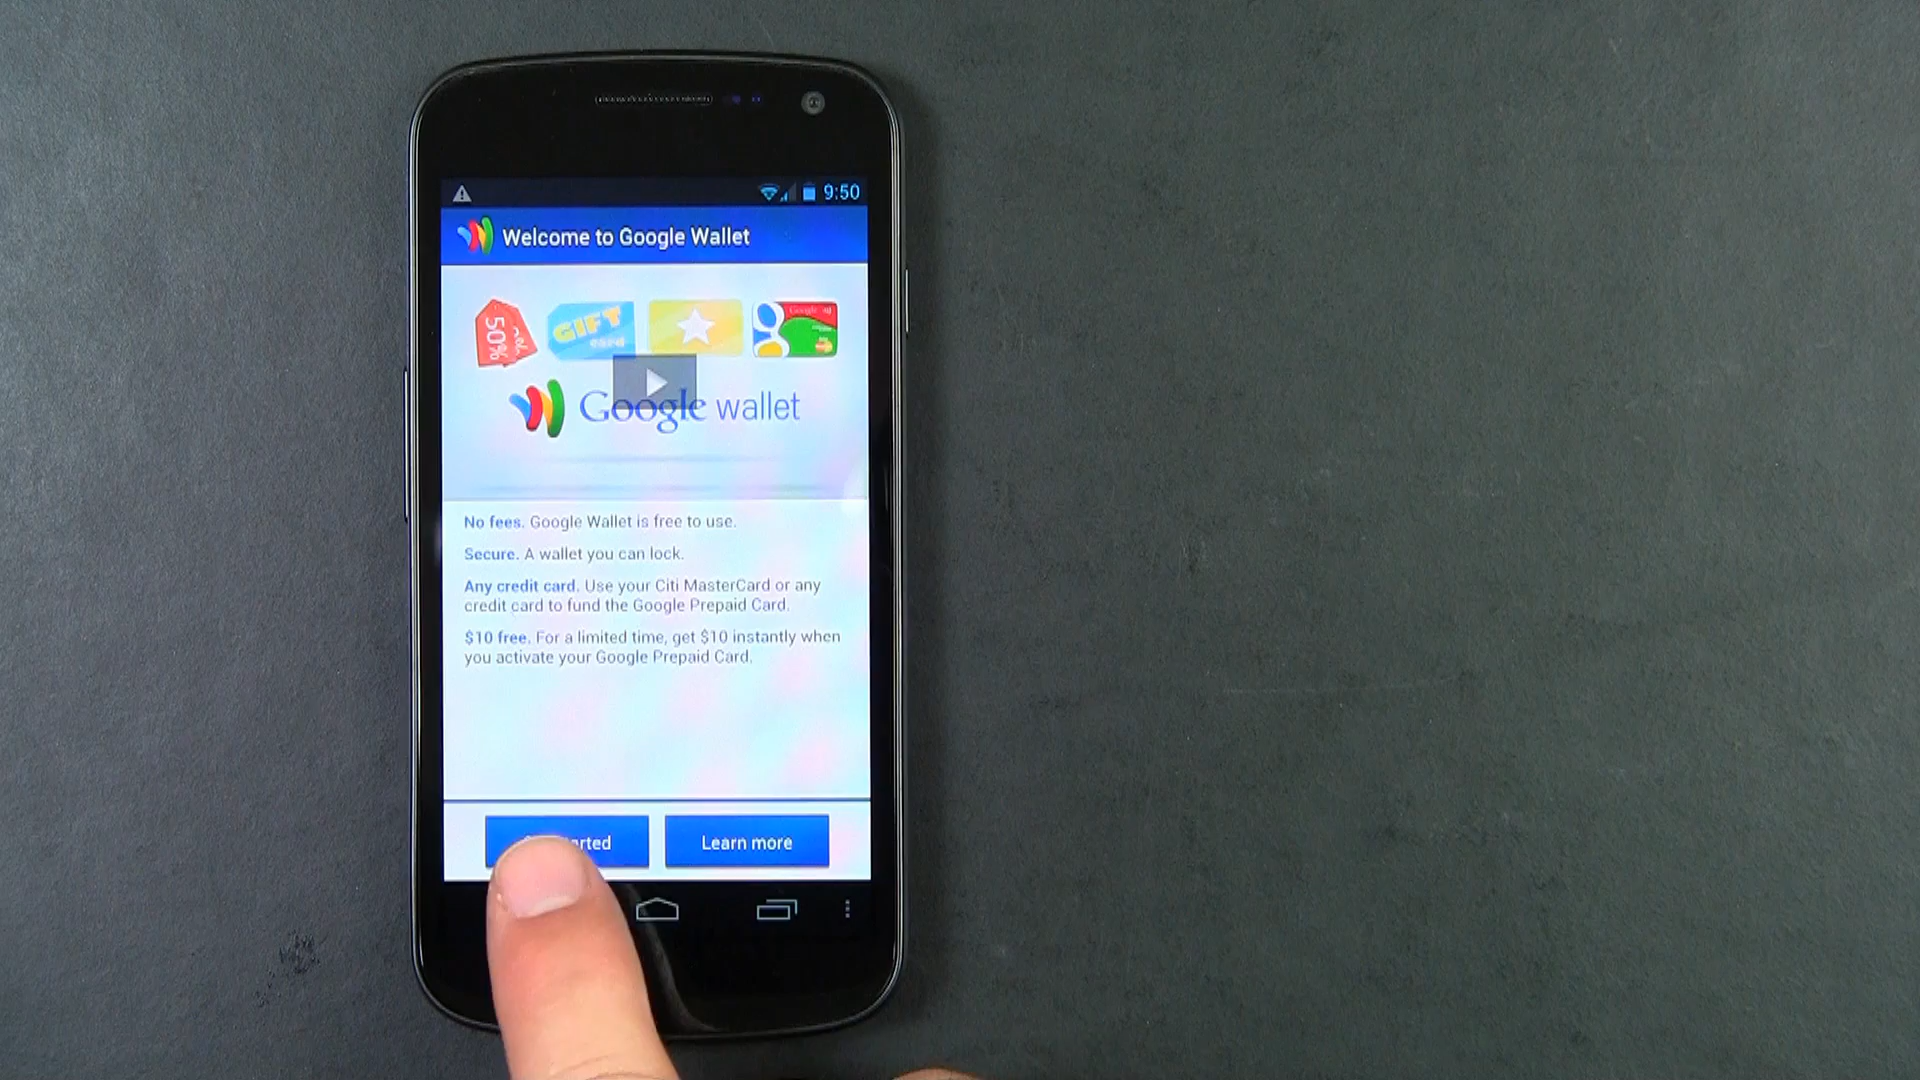 9:50
Welcome to Google Wallet
50%
GIFT
card
Google
Google wallet
No fees. Google Wallet is free to use.
Secure. A wallet you can lock.
Any credit card. Use your Citi MasterCard or any
credit card to fund the Google Prepaid Card.
$10 free. For a limited time, get $10 instantly when
you activate your Google Prepaid Card.
Learn more